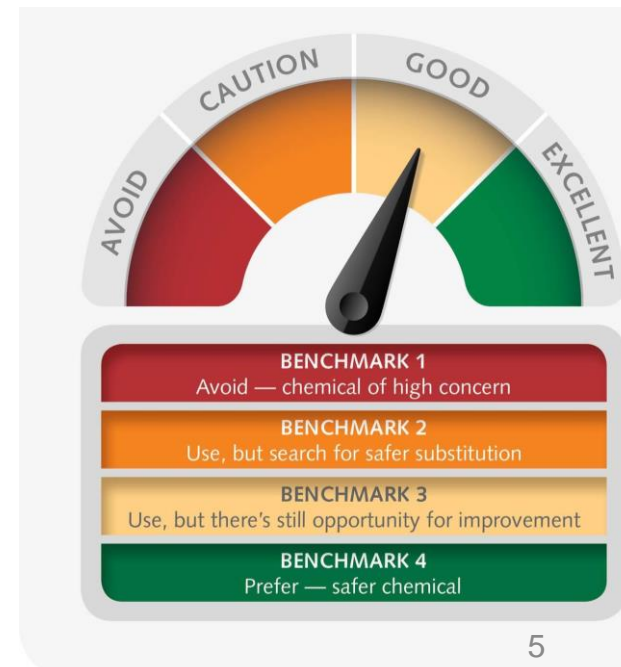 AVOID
CAUTION
GOOD
EXCELLENT
BENCHMARK 1
Avoid — chemical of high concern
BENCHMARK 2
Use, but search for safer substitution
BENCHMARK 3
Use, but there's still opportunity for improvement
BENCHMARK 4
Prefer — safer chemical
5